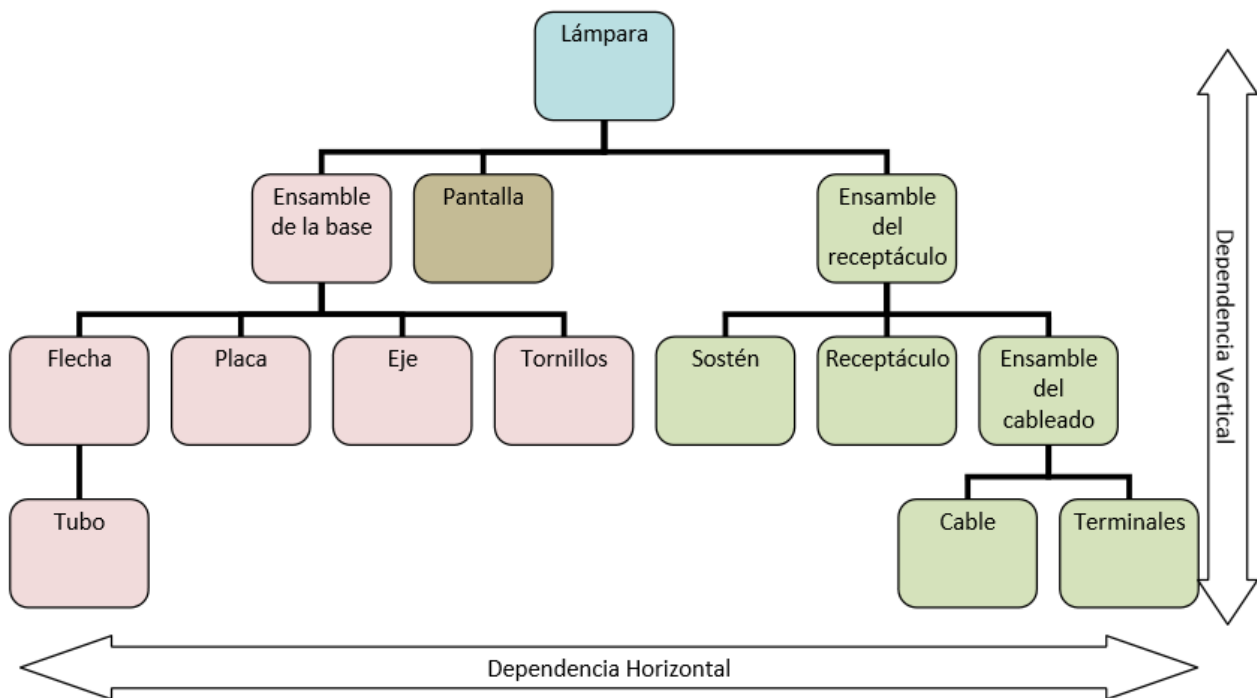 Lámpara
Ensamble
de la base
Pantalla
Ensamble
del
receptáculo
Flecha
Placa
Eje
Tornillos
Sostén
Receptáculo
Ensamble
del
cableado
Tubo
Cable
Terminales
Dependencia Vertical
Dependencia Horizontal